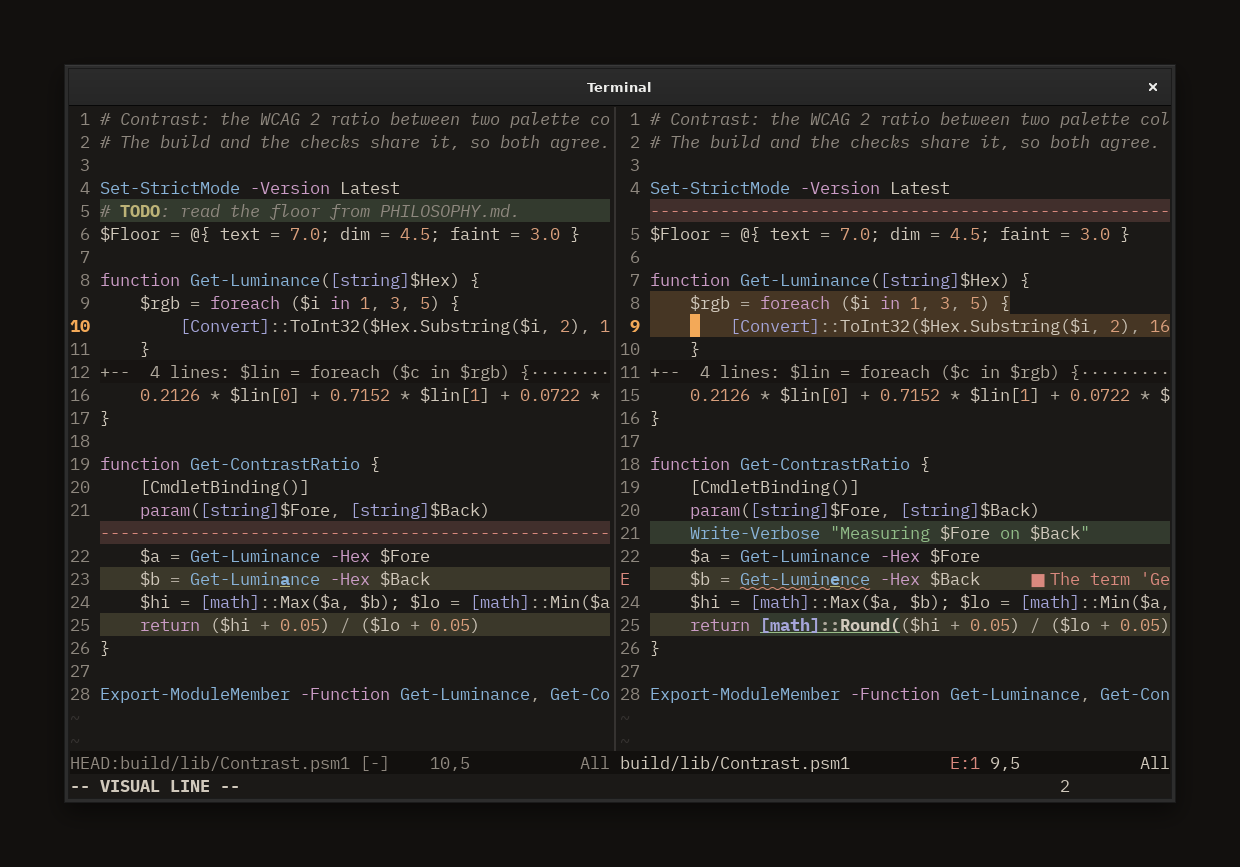 Terminal ×
1 # Contrast: the WCAG 2 ratio between two palette co
2 # The build and the checks share it, so both agree.
3
4 Set-StrictMode -Version Latest
5 # TODO: read the floor from PHILOSOPHY.md.
6 $Floor = @{ text = 7.0; dim = 4.5; faint = 3.0 }
7
8 function Get-Luminance([string]$Hex) {
9     $rgb = foreach ($i in 1, 3, 5) {
10         [Convert]::ToInt32($Hex.Substring($i, 2), 1
11     }
12 +--  4 lines: $lin = foreach ($c in $rgb) {········
16     0.2126 * $lin[0] + 0.7152 * $lin[1] + 0.0722 *
17 }
18
19 function Get-ContrastRatio {
20     [CmdletBinding()]
21     param([string]$Fore, [string]$Back)
---------------------------------------------------
22     $a = Get-Luminance -Hex $Fore
23     $b = Get-Luminance -Hex $Back
24     $hi = [math]::Max($a, $b); $lo = [math]::Min($a
25     return ($hi + 0.05) / ($lo + 0.05)
26 }
27
28 Export-ModuleMember -Function Get-Luminance, Get-Co
~
~
HEAD:build/lib/Contrast.psm1 [-]    10,5           All
1 # Contrast: the WCAG 2 ratio between two palette col
2 # The build and the checks share it, so both agree.
3
4 Set-StrictMode -Version Latest
----------------------------------------------------
5 $Floor = @{ text = 7.0; dim = 4.5; faint = 3.0 }
6
7 function Get-Luminance([string]$Hex) {
8     $rgb = foreach ($i in 1, 3, 5) {
9         [Convert]::ToInt32($Hex.Substring($i, 2), 16
10     }
11 +--  4 lines: $lin = foreach ($c in $rgb) {·········
15     0.2126 * $lin[0] + 0.7152 * $lin[1] + 0.0722 * $
16 }
17
18 function Get-ContrastRatio {
19     [CmdletBinding()]
20     param([string]$Fore, [string]$Back)
21     Write-Verbose "Measuring $Fore on $Back"
22     $a = Get-Luminance -Hex $Fore
E     $b = Get-Luminence -Hex $Back     ■ The term 'Ge
24     $hi = [math]::Max($a, $b); $lo = [math]::Min($a,
25     return [math]::Round(($hi + 0.05) / ($lo + 0.05)
26 }
27
28 Export-ModuleMember -Function Get-Luminance, Get-Con
~
~
build/lib/Contrast.psm1          E:1 9,5            All
-- VISUAL LINE --                                  2